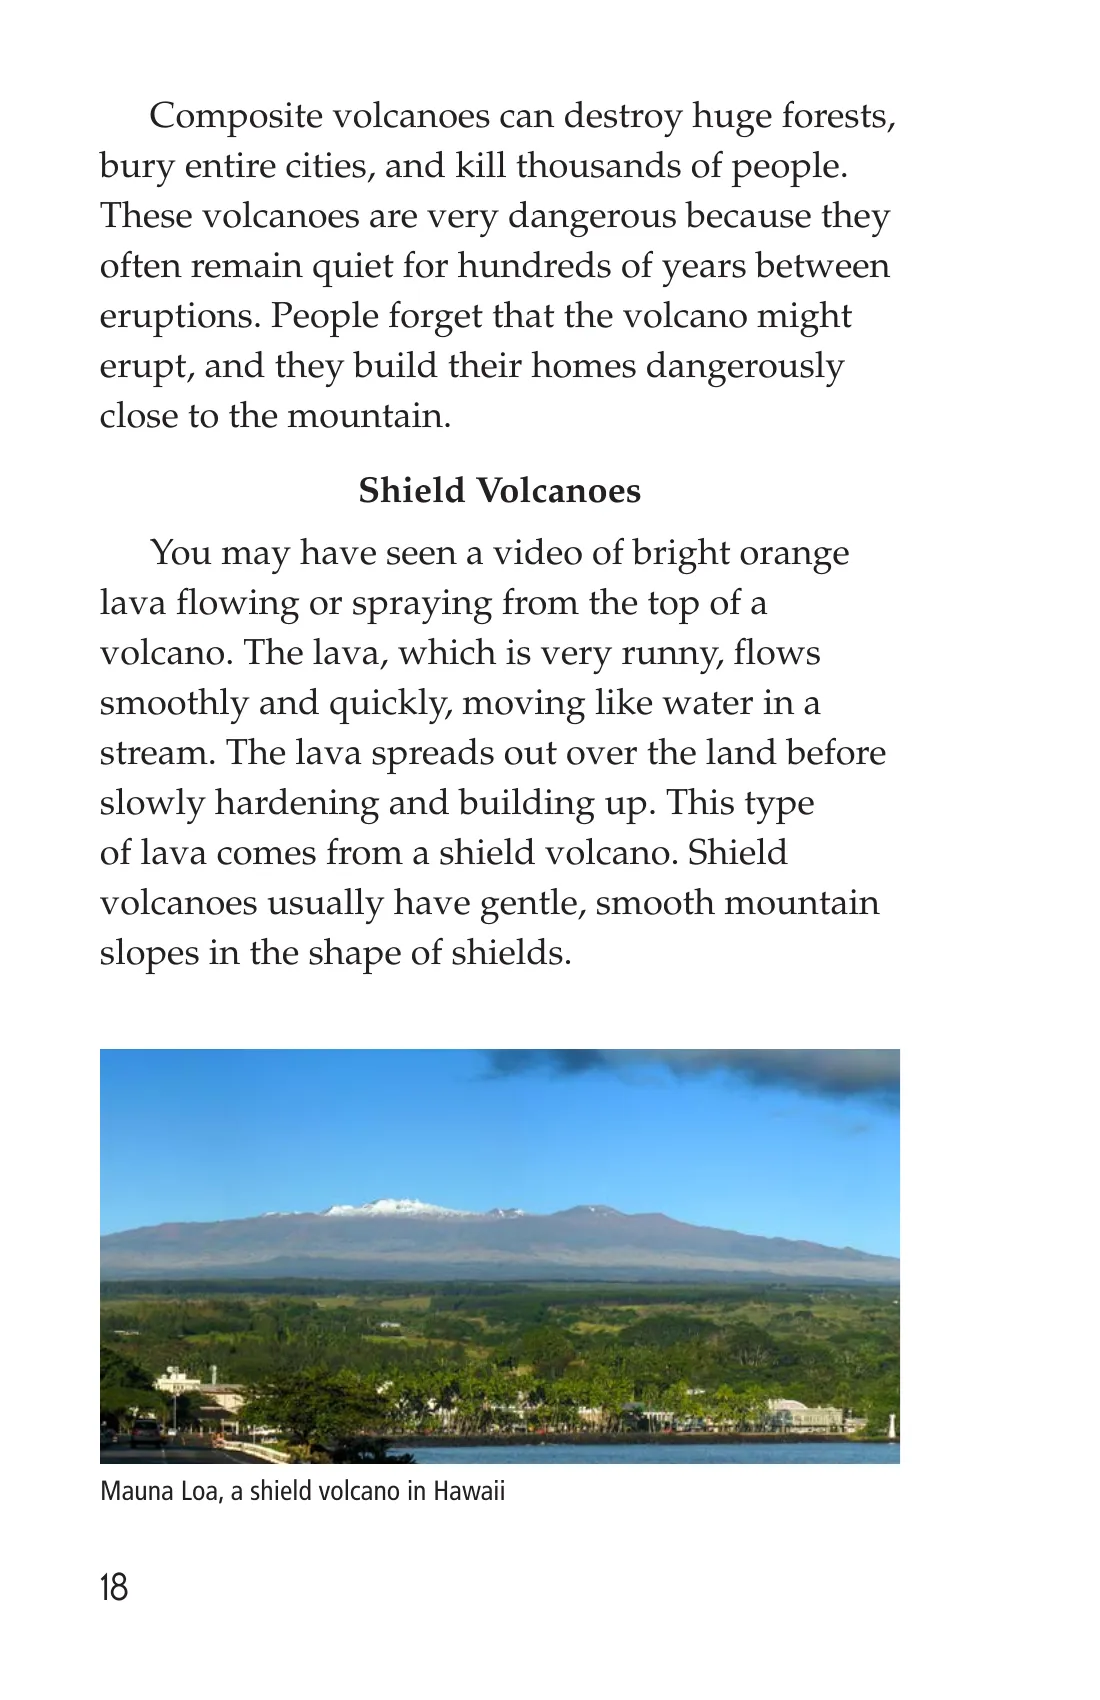 Composite volcanoes can destroy huge forests,
bury entire cities, and kill thousands of people.
These volcanoes are very dangerous because they
often remain quiet for hundreds of years between
eruptions. People forget that the volcano might
erupt, and they build their homes dangerously
close to the mountain.
Shield Volcanoes
You may have seen a video of bright orange
lava flowing or spraying from the top of a
volcano. The lava, which is very runny, flows
smoothly and quickly, moving like water in a
stream. The lava spreads out over the land before
slowly hardening and building up. This type
of lava comes from a shield volcano. Shield
volcanoes usually have gentle, smooth mountain
slopes in the shape of shields.
Mauna Loa, a shield volcano in Hawaii
18